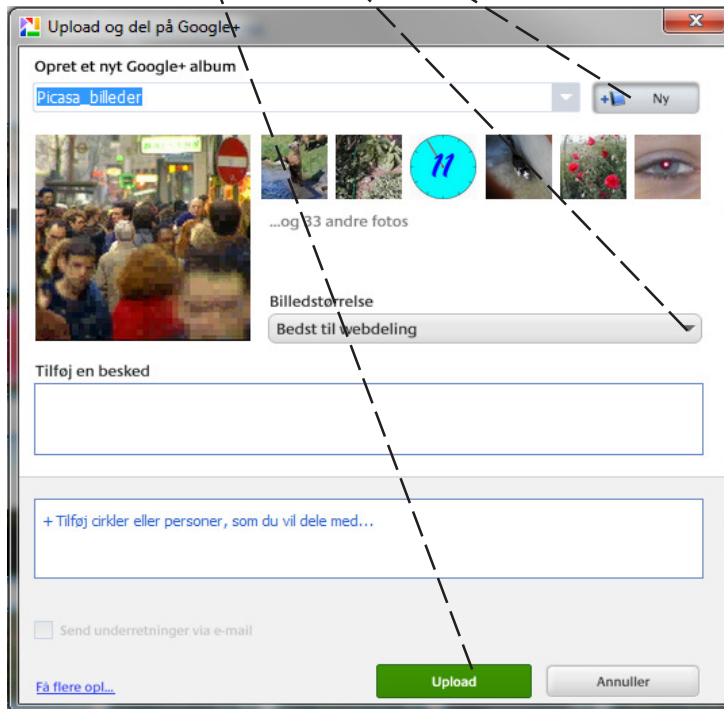 Upload og del på Google+
Opret et nyt Google+ album
Picasa_billeder
Ny
11
...og 33 andre fotos
Billedstørrelse
Bedst til webdeling
Tilføj en besked
+ Tilføj cirkler eller personer, som du vil dele med...
Send underretninger via e-mail
Få flere opl...
Upload
Annuller